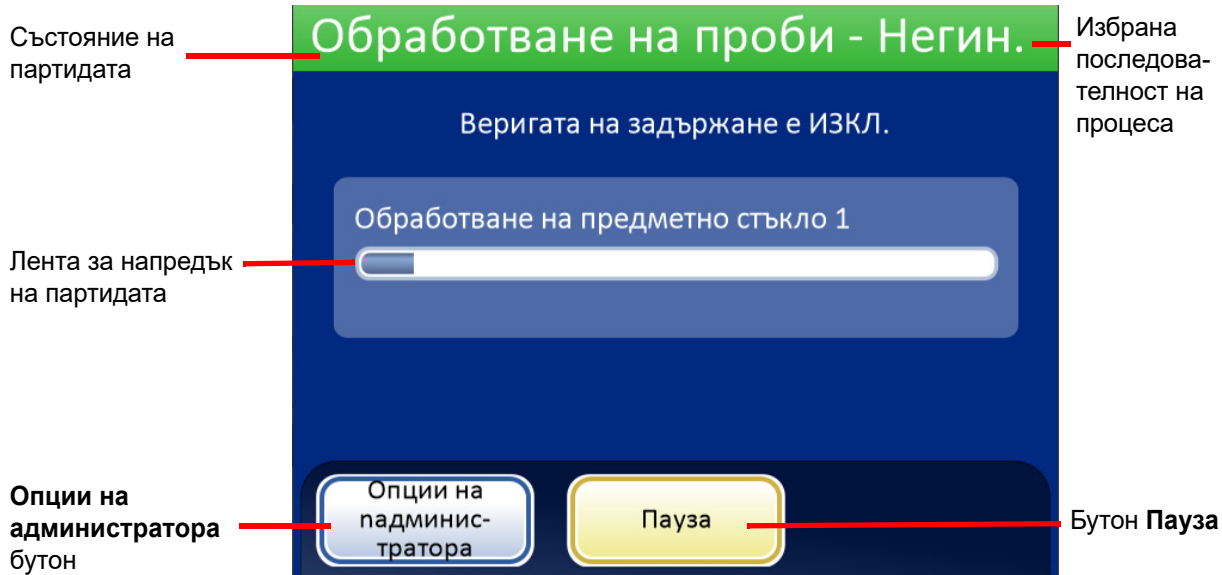 Състояние на
партидата
Обработване на проби - Негин.
Избрана
последова-
телност на
процеса
Веригата на задържане е ИЗКЛ.
Обработване на предметно стъкло 1
Лента за напредък
на партидата
Опции на
администратора
бутон
Опции на
падминис-
тратора
Пауза
Бутон Пауза